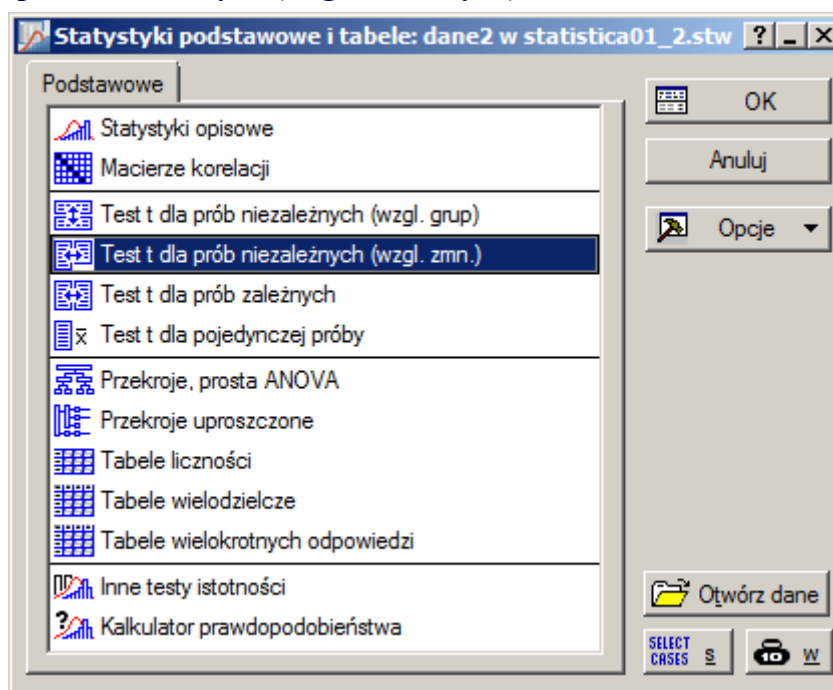 Statystyki podstawowe i tabele: dane2 w statistica01_2.stw
Podstawowe
Statystyki opisowe
Macierze korelacji
Test t dla prób niezależnych (wzgl. grup)
Test t dla prób niezależnych (wzgl. zmn.)
Test t dla prób zależnych
Test t dla pojedynczej próby
Przekroje, prosta ANOVA
Przekroje uproszczone
Tabele liczności
Tabele wielodzielcze
Tabele wielokrotnych odpowiedzi
Inne testy istotności
Kalkulator prawdopodobieństwa
OK
Anuluj
Opcje
Otwórz dane
SELECT CASES S
10 W